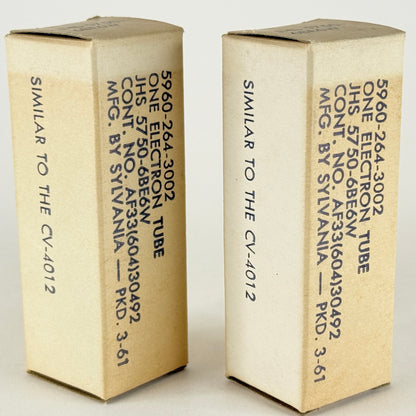 5960-264-3002
ONE ELECTRON TUBE
JHS 5750-6BE6W
CONT. NO. AF33(604)30492
MFG. BY SYLVANIA — PKD. 3-61
SIMILAR TO THE CV-4012
5960-264-3002
ONE ELECTRON TUBE
JHS 5750-6BE6W
CONT. NO. AF33(604)30492
MFG. BY SYLVANIA — PKD. 3-61
SIMILAR TO THE CV-4012